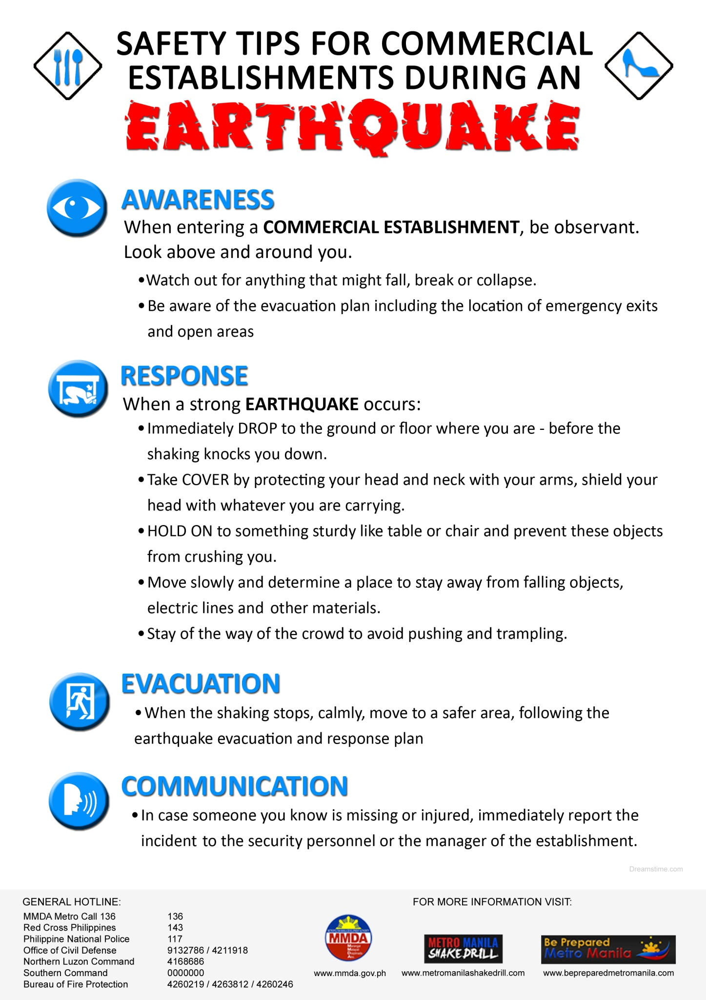 SAFETY TIPS FOR COMMERCIAL
ESTABLISHMENTS DURING AN
EARTHQUAKE
AWARENESS
When entering a COMMERCIAL ESTABLISHMENT, be observant.
Look above and around you.
•Watch out for anything that might fall, break or collapse.
•Be aware of the evacuation plan including the location of emergency exits
and open areas
RESPONSE
When a strong EARTHQUAKE occurs:
•Immediately DROP to the ground or floor where you are - before the
shaking knocks you down.
•Take COVER by protecting your head and neck with your arms, shield your
head with whatever you are carrying.
•HOLD ON to something sturdy like table or chair and prevent these objects
from crushing you.
•Move slowly and determine a place to stay away from falling objects,
electric lines and other materials.
•Stay of the way of the crowd to avoid pushing and trampling.
EVACUATION
•When the shaking stops, calmly, move to a safer area, following the
earthquake evacuation and response plan
COMMUNICATION
•In case someone you know is missing or injured, immediately report the
incident to the security personnel or the manager of the establishment.
Dreamstime.com
GENERAL HOTLINE:
MMDA Metro Call 136 136
Red Cross Philippines 143
Philippine National Police 117
Office of Civil Defense 9132786 / 4211918
Northern Luzon Command 4168686
Southern Command 0000000
Bureau of Fire Protection 4260219 / 4263812 / 4260246
MMDA
www.mmda.gov.ph
FOR MORE INFORMATION VISIT:
METRO MANILA
SHAKEDRILL
www.metromanilashakedrill.com
Be Prepared
Metro Manila
www.bepreparedmetromanila.com